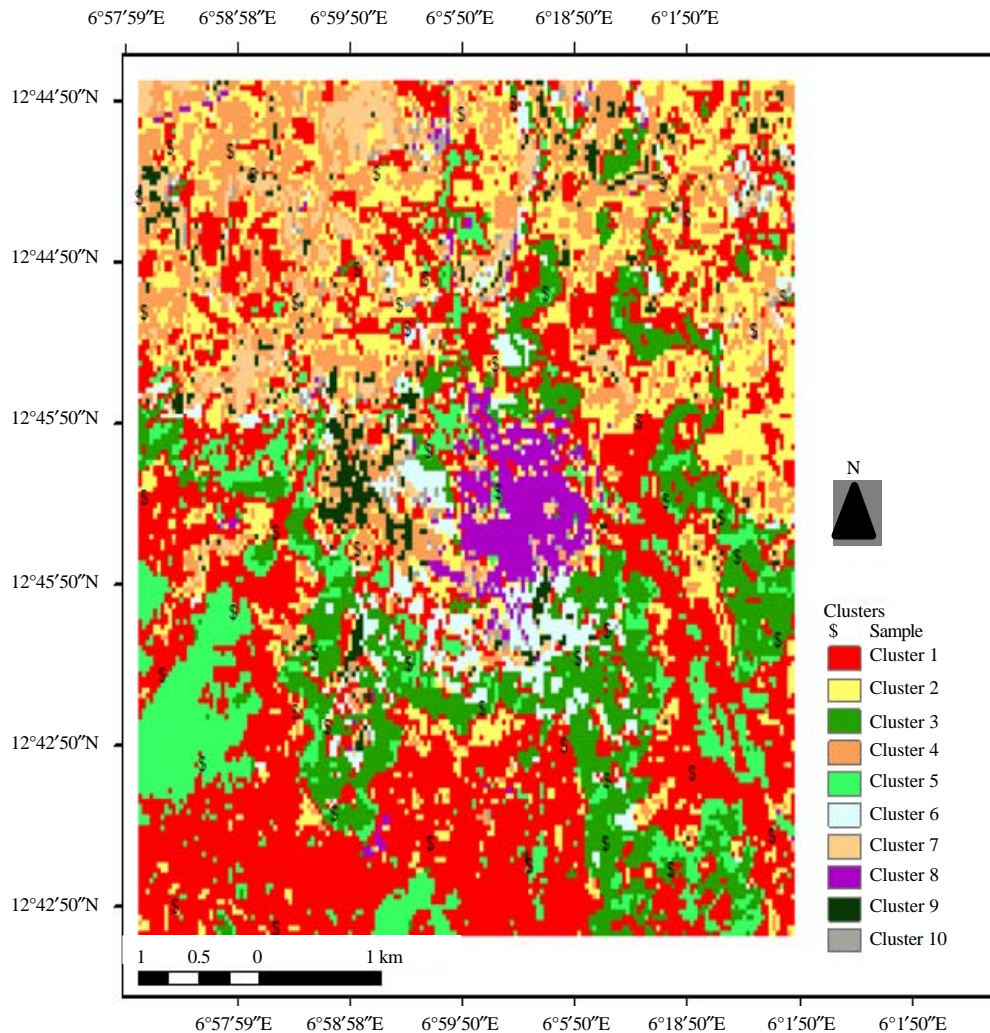 6°57′59″E 6°58′58″E 6°59′50″E 6°5′50″E 6°18′50″E 6°1′50″E
12°44′50″N
12°44′50″N
12°45′50″N
12°45′50″N
12°42′50″N
12°42′50″N
N
Clusters
$ Sample
Cluster 1
Cluster 2
Cluster 3
Cluster 4
Cluster 5
Cluster 6
Cluster 7
Cluster 8
Cluster 9
Cluster 10
1 0.5 0 1 km
6°57′59″E 6°58′58″E 6°59′50″E 6°5′50″E 6°18′50″E 6°1′50″E 6°1′50″E